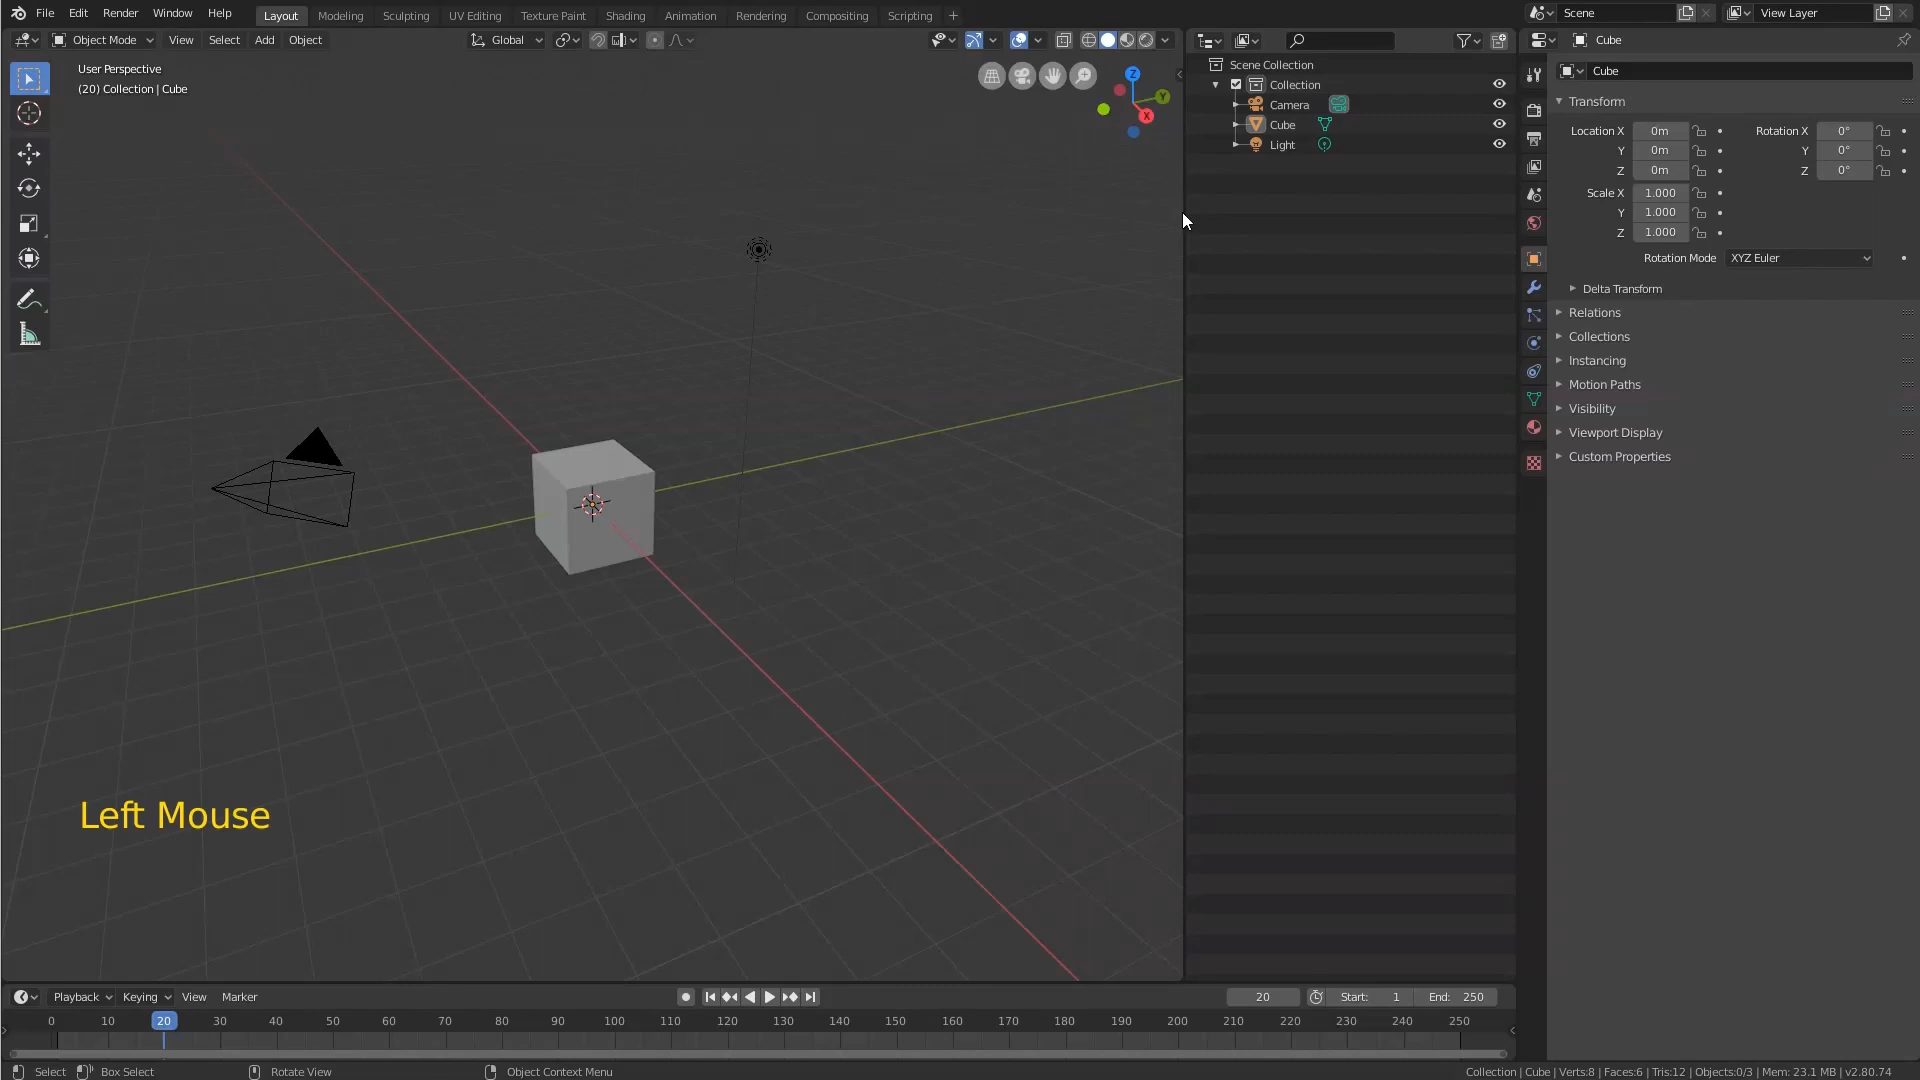 File Edit Render Window Help Layout Modeling Sculpting UV Editing Texture Paint Shading Animation Rendering Compositing Scripting + Scene View Layer
Object Mode View Select Add Object Global
User Perspective
(20) Collection | Cube
X
Y
Z
Left Mouse
Scene Collection
Collection
Camera
Cube
Light
Cube
Cube
Transform
Location X 0m Rotation X 0°
Y 0m Y 0°
Z 0m Z 0°
Scale X 1.000
Y 1.000
Z 1.000
Rotation Mode XYZ Euler
Delta Transform
Relations
Collections
Instancing
Motion Paths
Visibility
Viewport Display
Custom Properties
Playback Keying View Marker 20 Start: 1 End: 250
0 10 20 30 40 50 60 70 80 90 100 110 120 130 140 150 160 170 180 190 200 210 220 230 240 250
Select Box Select Rotate View Object Context Menu Collection | Cube | Verts:8 | Faces:6 | Tris:12 | Objects:0/3 | Mem: 23.1 MB | v2.80.74